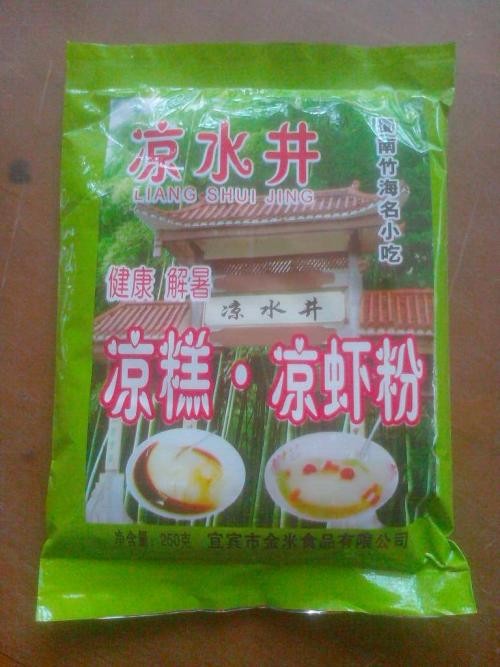 凉水井
LIANG SHUI JING
蜀南竹海名小吃
健康 解暑
凉水井
凉糕·凉虾粉
净含量：250克 宜宾市金米食品有限公司